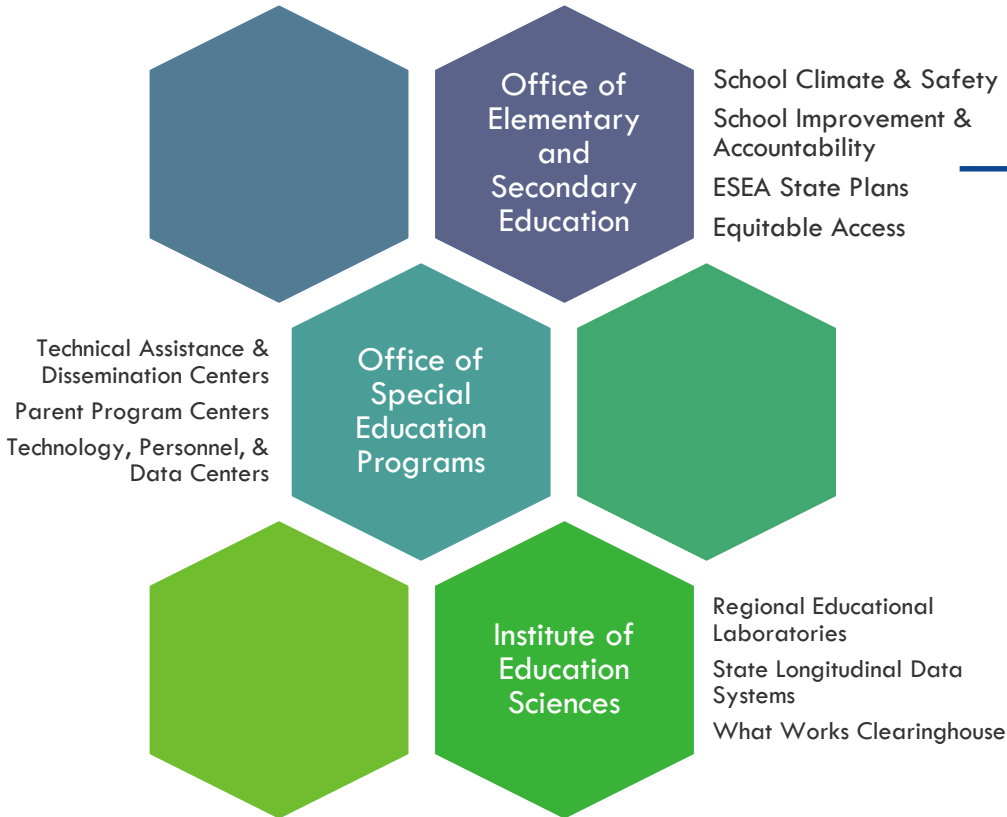 Office of
Elementary
and
Secondary
Education
School Climate & Safety
School Improvement &
Accountability
ESEA State Plans
Equitable Access
Technical Assistance &
Dissemination Centers
Parent Program Centers
Technology, Personnel, &
Data Centers
Office of
Special
Education
Programs
Institute of
Education
Sciences
Regional Educational
Laboratories
State Longitudinal Data
Systems
What Works Clearinghouse